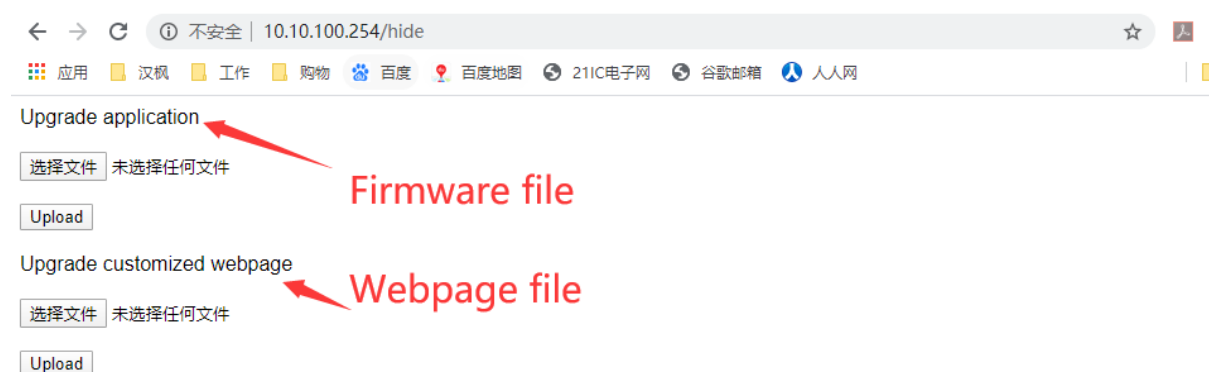 不安全 | 10.10.100.254/hide
应用 汉枫 工作 购物 百度 百度地图 21IC电子网 谷歌邮箱 人人网
Upgrade application
选择文件 未选择任何文件
Firmware file
Upload
Upgrade customized webpage
Webpage file
选择文件 未选择任何文件
Upload